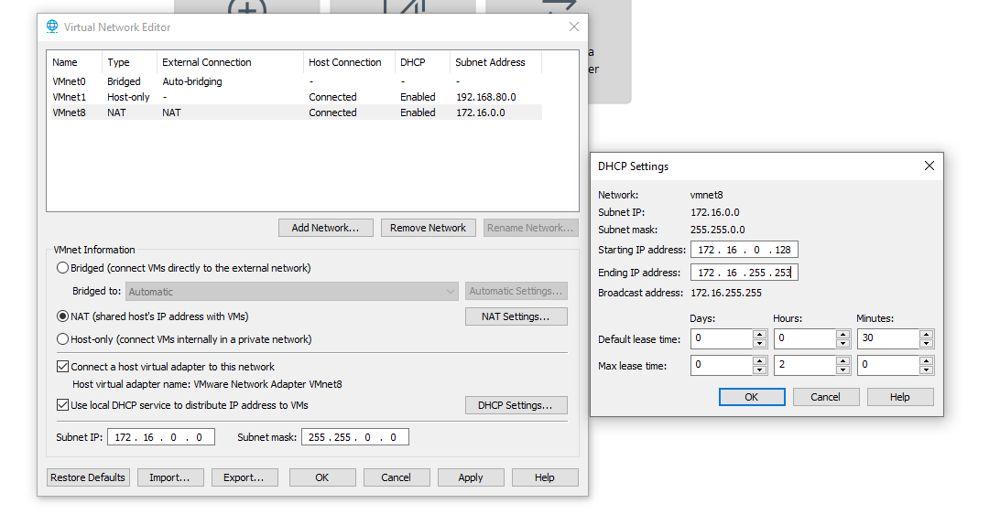 Virtual Network Editor
a
er
Name Type External Connection Host Connection DHCP Subnet Address
VMnet0 Bridged Auto-bridging - - -
VMnet1 Host-only - Connected Enabled 192.168.80.0
VMnet8 NAT NAT Connected Enabled 172.16.0.0
Add Network... Remove Network Rename Network...
VMnet Information
Bridged (connect VMs directly to the external network)
Bridged to: Automatic Automatic Settings...
NAT (shared host's IP address with VMs) NAT Settings...
Host-only (connect VMs internally in a private network)
Connect a host virtual adapter to this network
Host virtual adapter name: VMware Network Adapter VMnet8
Use local DHCP service to distribute IP address to VMs DHCP Settings...
Subnet IP: 172 . 16 . 0 . 0 Subnet mask: 255 . 255 . 0 . 0
Restore Defaults Import... Export... OK Cancel Apply Help
DHCP Settings
Network: vmnet8
Subnet IP: 172.16.0.0
Subnet mask: 255.255.0.0
Starting IP address: 172 . 16 . 0 . 128
Ending IP address: 172 . 16 . 255 . 253
Broadcast address: 172.16.255.255
Days: Hours: Minutes:
Default lease time: 0 0 30
Max lease time: 0 2 0
OK Cancel Help